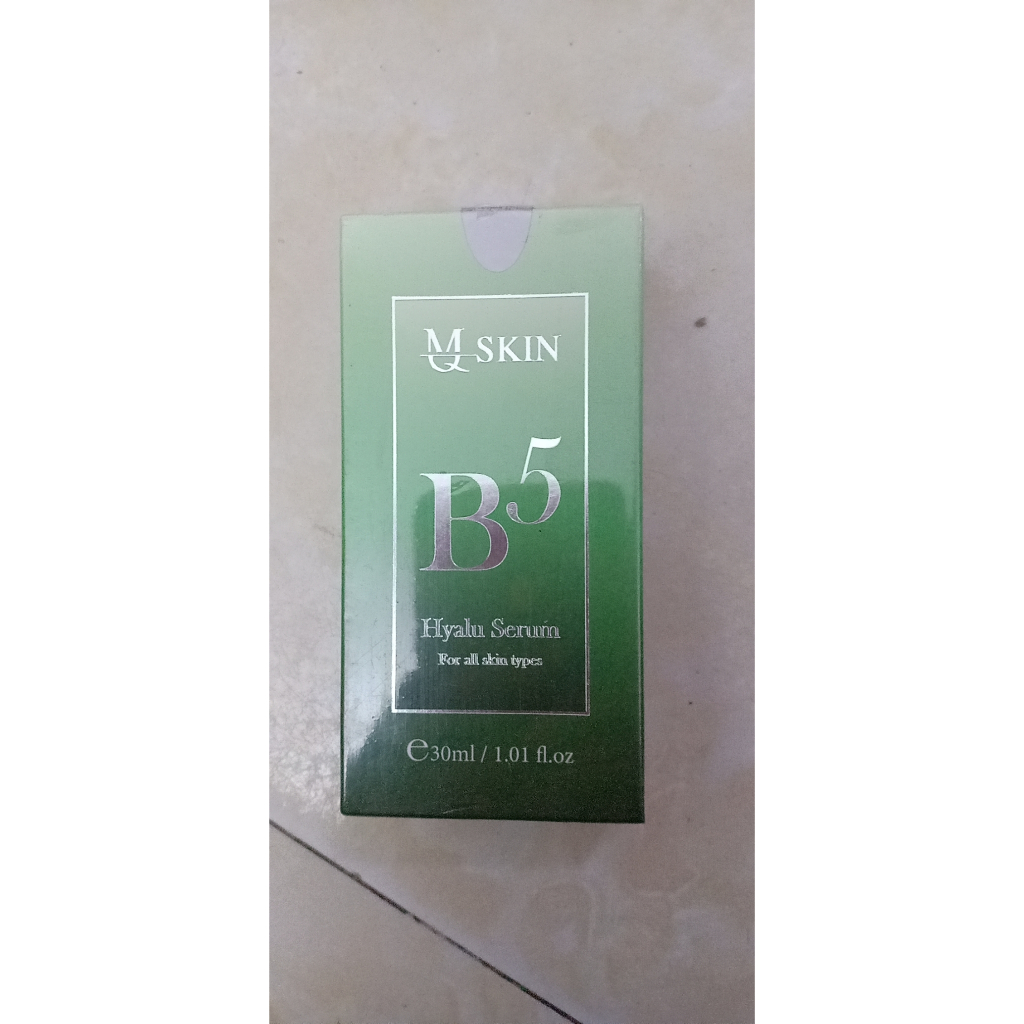 MQ SKIN
B5
Hyalu Serum
For all skin types
e30ml / 1.01 fl.oz